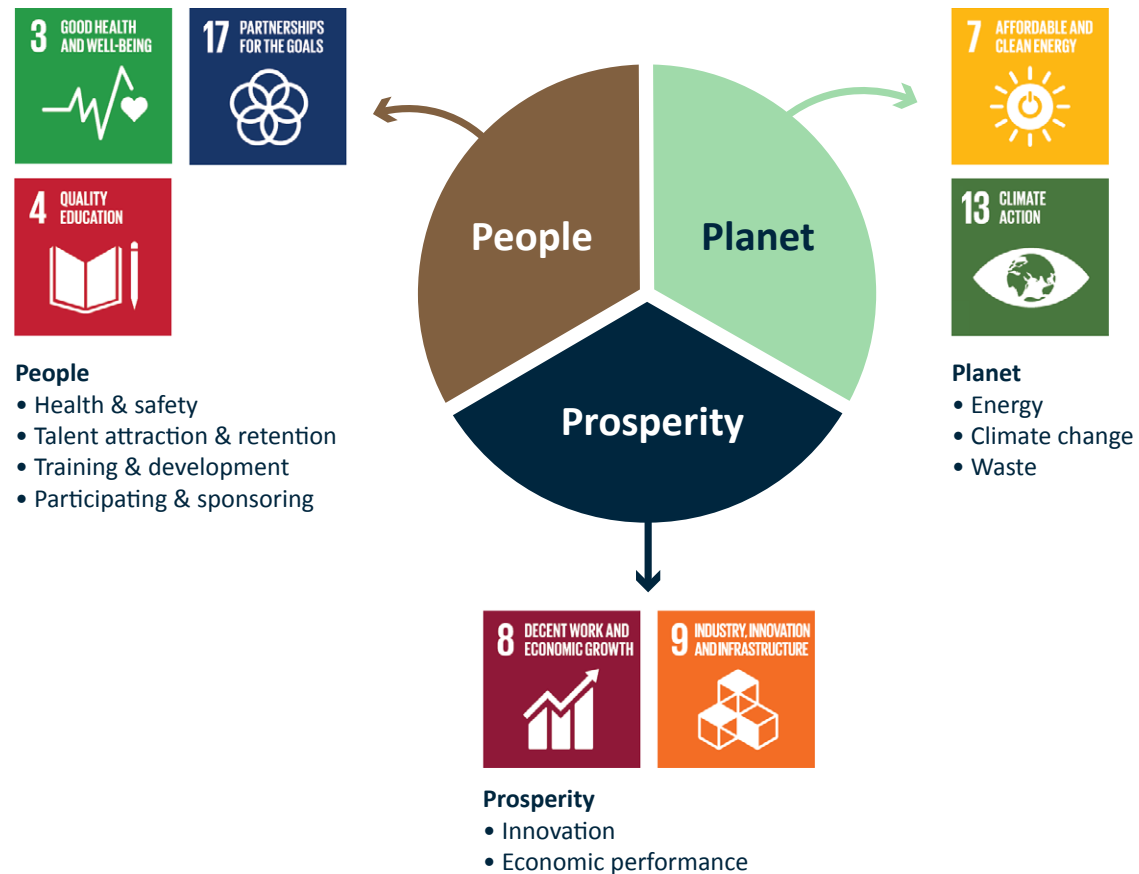 3 GOOD HEALTH
AND WELL-BEING
17 PARTNERSHIPS
FOR THE GOALS
4 QUALITY
EDUCATION
People
• Health & safety
• Talent attraction & retention
• Training & development
• Participating & sponsoring
People
Planet
Prosperity
7 AFFORDABLE AND
CLEAN ENERGY
13 CLIMATE
ACTION
Planet
• Energy
• Climate change
• Waste
8 DECENT WORK AND
ECONOMIC GROWTH
9 INDUSTRY, INNOVATION
AND INFRASTRUCTURE
Prosperity
• Innovation
• Economic performance